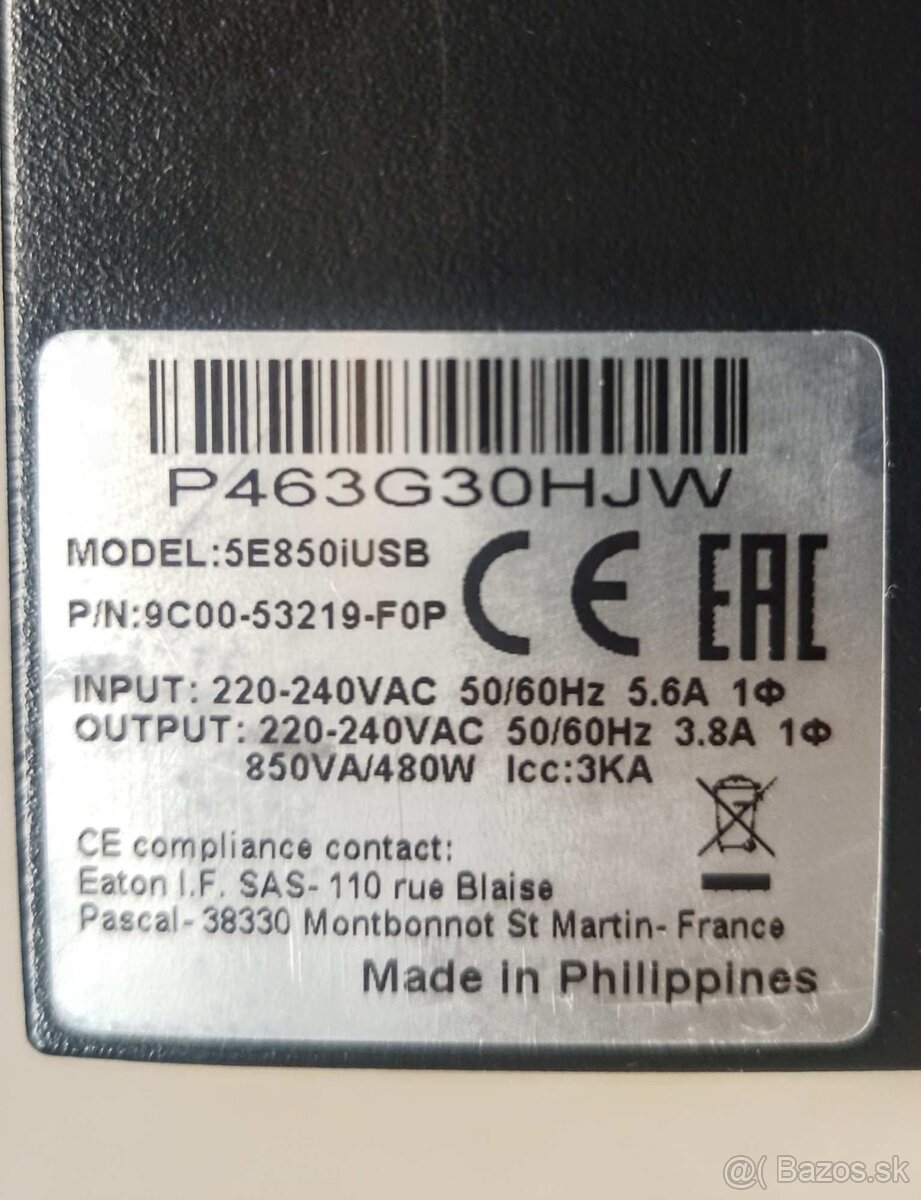 P463G30HJW
MODEL:5E850iUSB
P/N:9C00-53219-F0P
CE EAC
INPUT: 220-240VAC 50/60Hz 5.6A 1Φ
OUTPUT: 220-240VAC 50/60Hz 3.8A 1Φ
850VA/480W Icc:3KA
CE compliance contact:
Eaton I.F. SAS- 110 rue Blaise
Pascal- 38330 Montbonnot St Martin- France
Made in Philippines
@( Bazos.sk